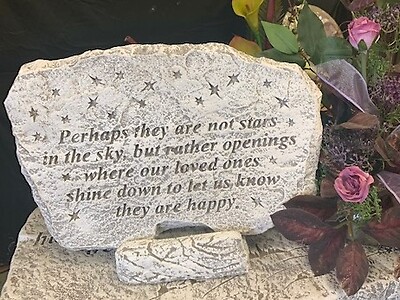 Perhaps they are not stars
in the sky, but rather openings
where our loved ones
shine down to let us know
they are happy.